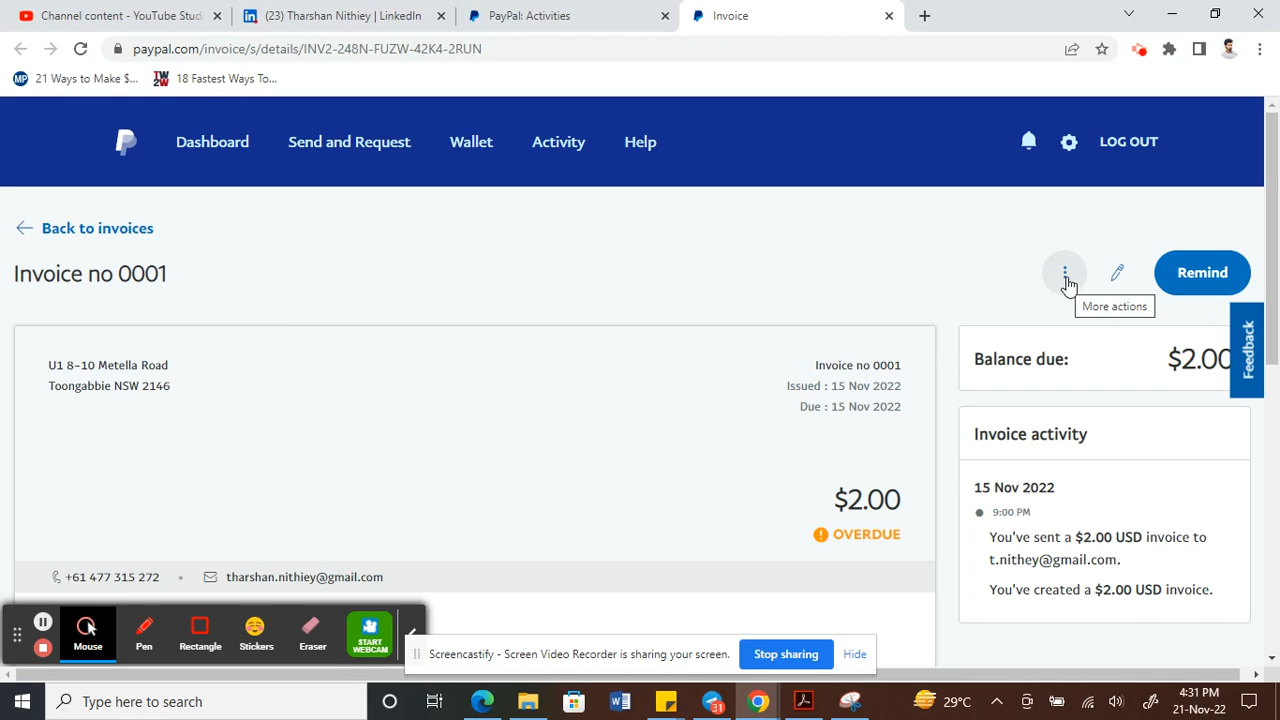 Channel content - YouTube Studi
(23) Tharshan Nithiey | LinkedIn
PayPal: Activities
Invoice
paypal.com/invoice/s/details/INV2-248N-FUZW-42K4-2RUN
MP 21 Ways to Make $...
18 Fastest Ways To...
Dashboard
Send and Request
Wallet
Activity
Help
LOG OUT
Back to invoices
Invoice no 0001
Remind
More actions
Feedback
U1 8-10 Metella Road
Toongabbie NSW 2146
Invoice no 0001
Issued : 15 Nov 2022
Due : 15 Nov 2022
$2.00
OVERDUE
+61 477 315 272 • tharshan.nithiey@gmail.com
Balance due: $2.00
Invoice activity
15 Nov 2022
9:00 PM
You've sent a $2.00 USD invoice to
t.nithey@gmail.com.
You've created a $2.00 USD invoice.
Mouse
Pen
Rectangle
Stickers
Eraser
START
WEBCAM
Screencastify - Screen Video Recorder is sharing your screen.
Stop sharing
Hide
Type here to search
31
29°C
4:31 PM
21-Nov-22